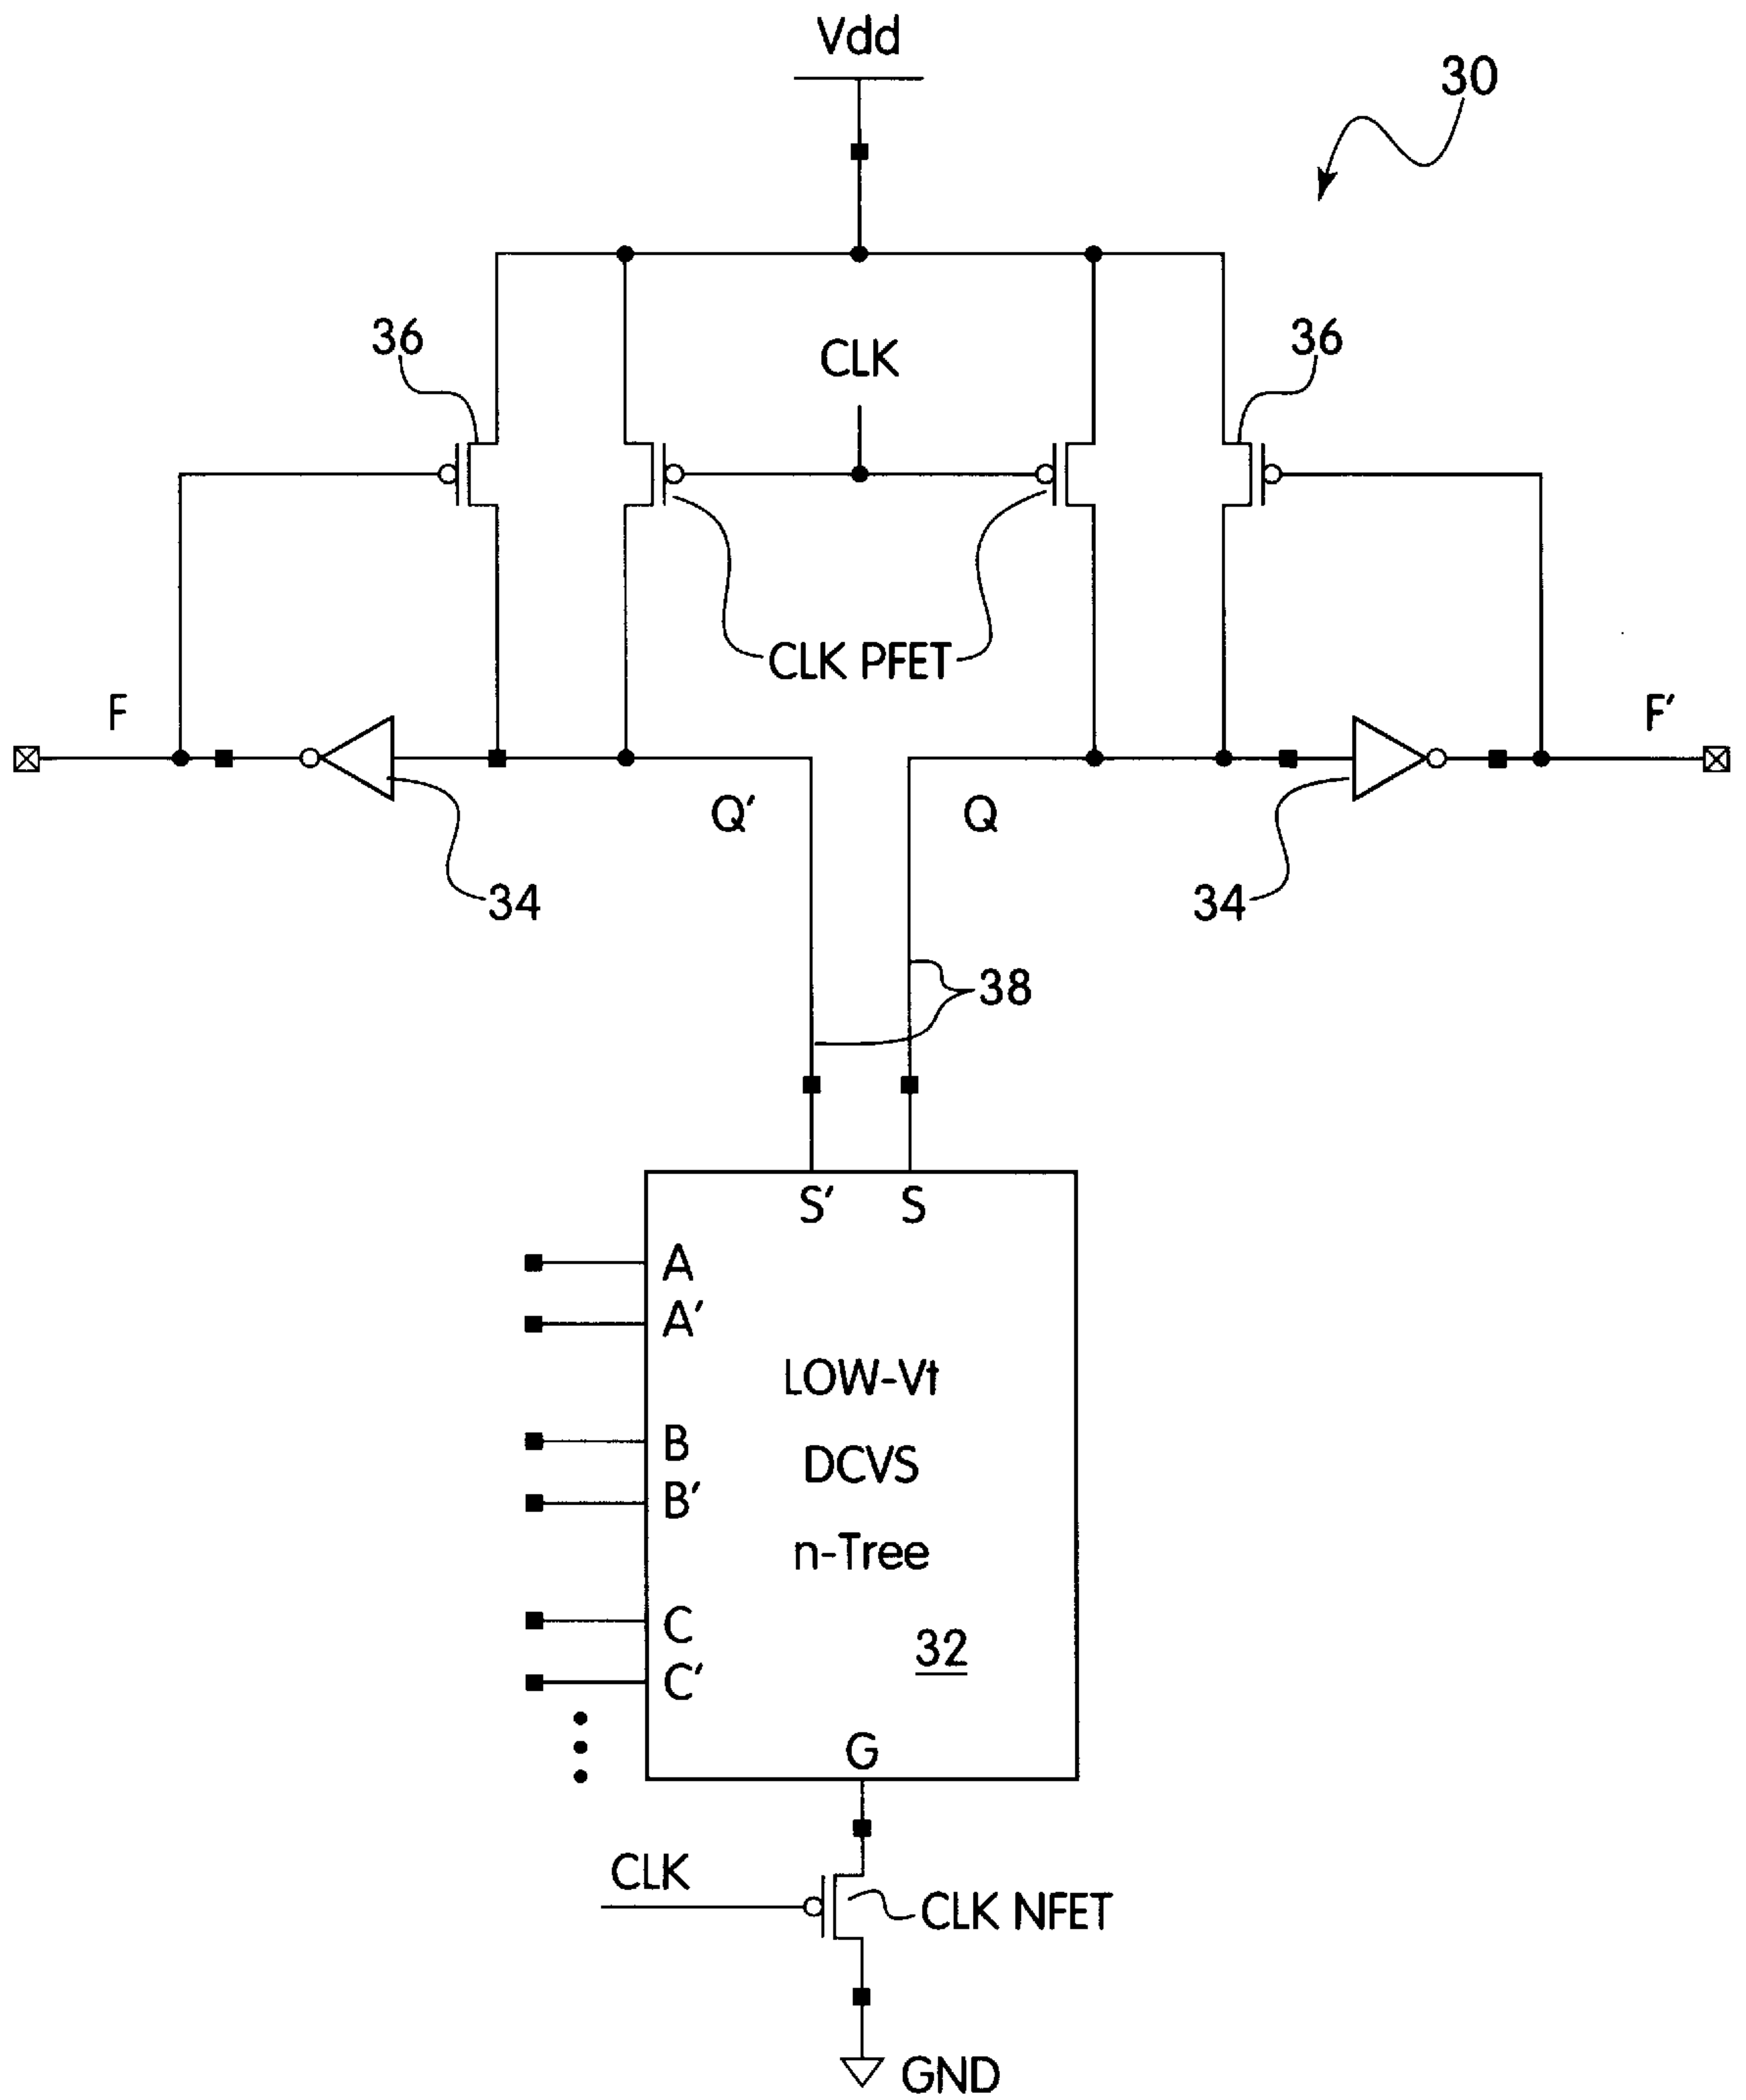 Vdd
30
36
CLK
36
CLK PFET
F
F'
Q'
Q
34
34
38
S'
S
A
A'
LOW-Vt
B
DCVS
B'
n-Tree
C
32
C'
G
CLK
CLK NFET
GND